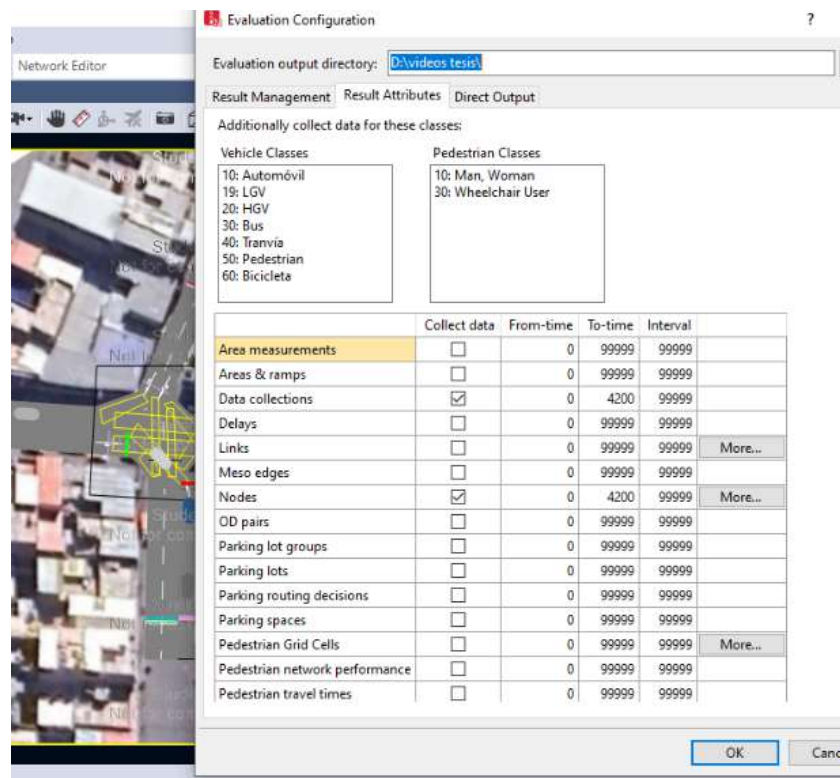 Evaluation Configuration
?
Network Editor
Evaluation output directory: D:\videos tesis\
Result Management Result Attributes Direct Output
Additionally collect data for these classes:
Vehicle Classes Pedestrian Classes
10: Automóvil
19: LGV
20: HGV
30: Bus
40: Tranvía
50: Pedestrian
60: Bicicleta
10: Man, Woman
30: Wheelchair User
Collect data From-time To-time Interval
Area measurements 0 99999 99999
Areas & ramps 0 99999 99999
Data collections 0 4200 99999
Delays 0 99999 99999
Links 0 99999 99999 More...
Meso edges 0 99999 99999
Nodes 0 4200 99999 More...
OD pairs 0 99999 99999
Parking lot groups 0 99999 99999
Parking lots 0 99999 99999
Parking routing decisions 0 99999 99999
Parking spaces 0 99999 99999
Pedestrian Grid Cells 0 99999 99999 More...
Pedestrian network performance 0 99999 99999
Pedestrian travel times 0 99999 99999
OK Canc